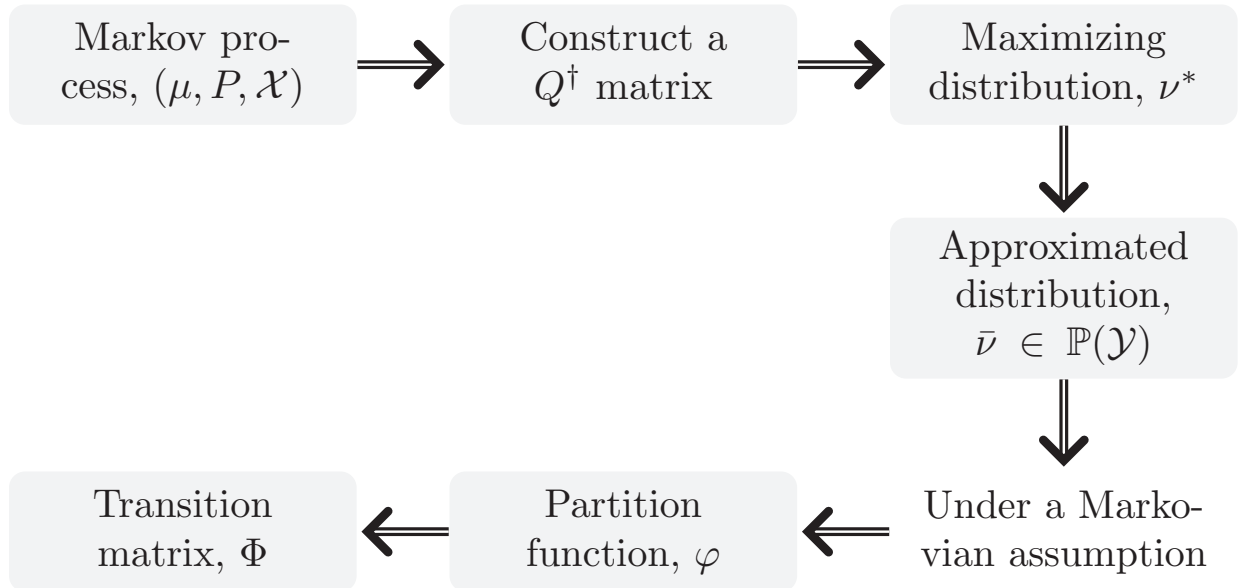 Markov pro-
cess, (μ, P, 𝒳)
Construct a
Q† matrix
Maximizing
distribution, ν*
Approximated
distribution,
ν̄ ∈ ℙ(𝒴)
Under a Marko-
vian assumption
Partition
function, φ
Transition
matrix, Φ